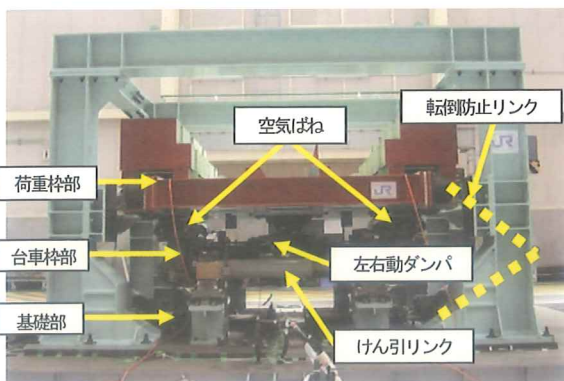 空気ばね
転倒防止リンク
荷重枠部
JR
JR
台車枠部
左右動ダンパ
基礎部
けん引リンク